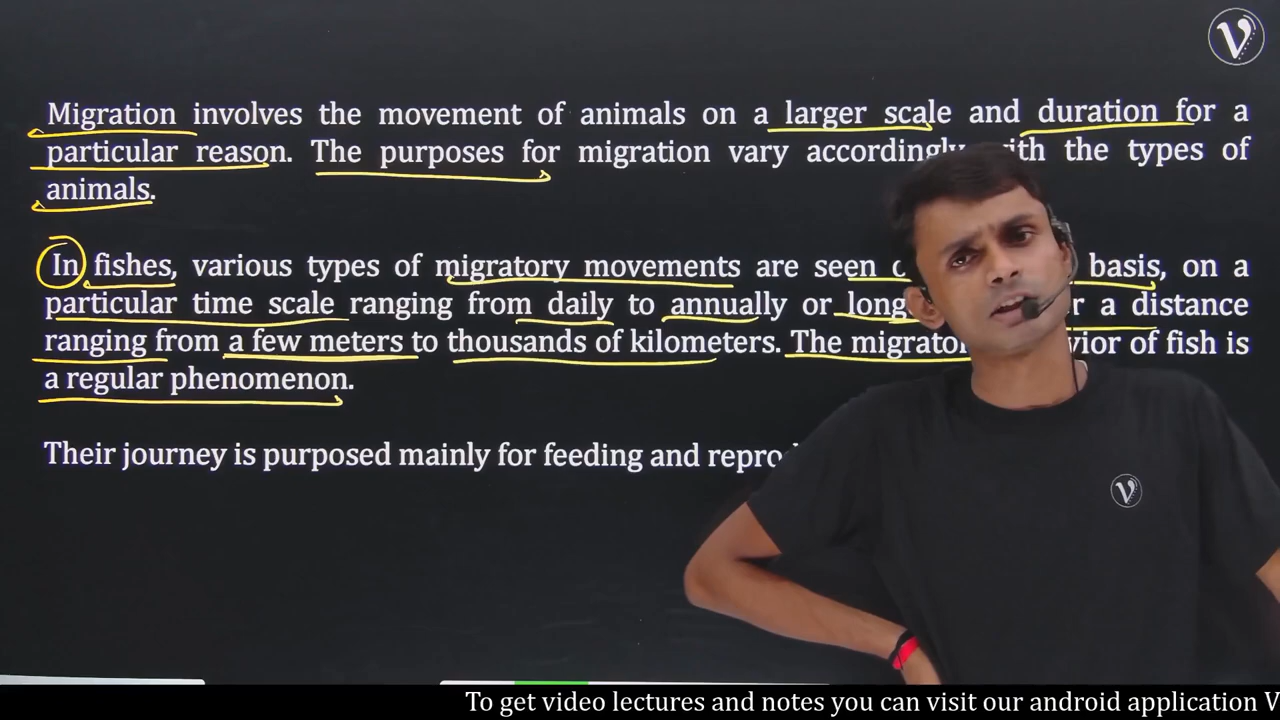 V
Migration involves the movement of animals on a larger scale and duration for a
particular reason. The purposes for migration vary accordingly the types of
animals.
In fishes, various types of migratory movements are seen basis, on a
particular time scale ranging from daily to annually or long a distance
ranging from a few meters to thousands of kilometers. The of fish is
a regular phenomenon.
Their journey is purposed mainly for feeding and
V
To get video lectures and notes you can visit our android application V